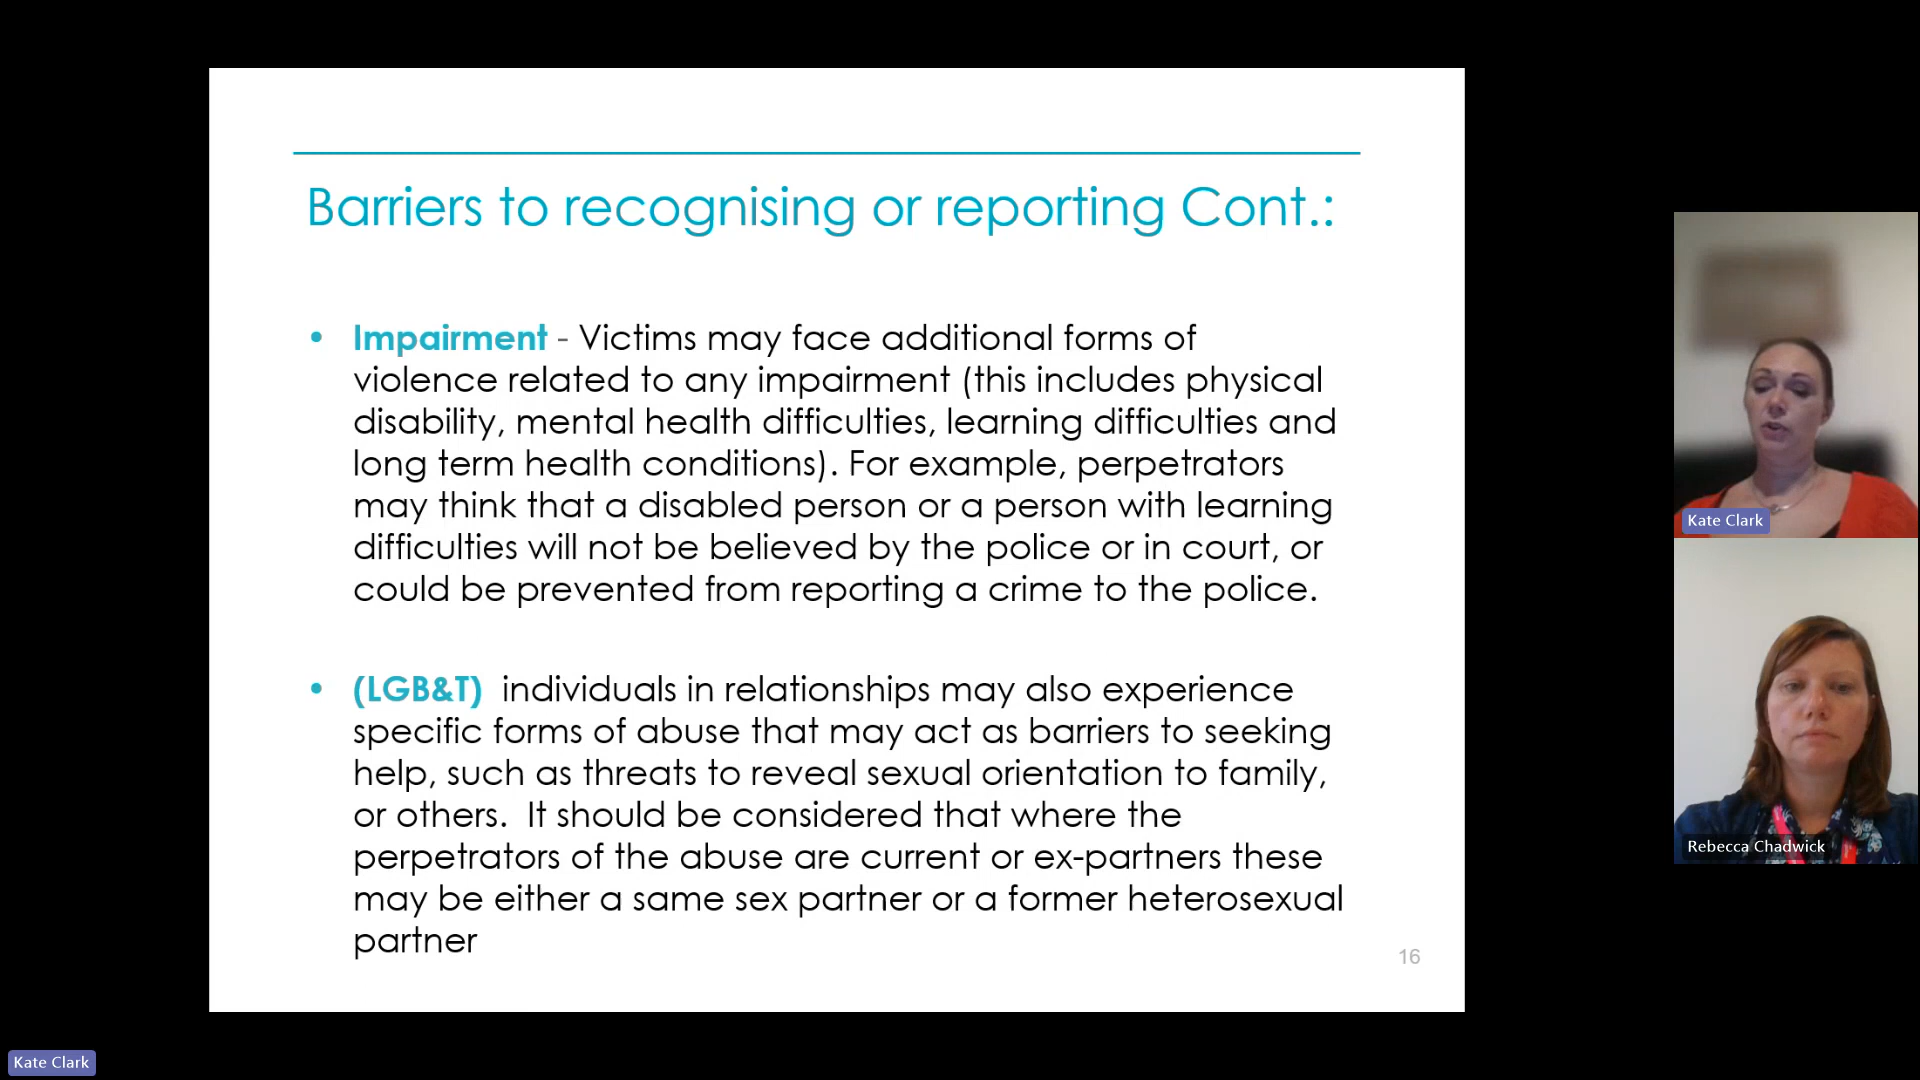 Barriers to recognising or reporting Cont.:
• Impairment - Victims may face additional forms of
violence related to any impairment (this includes physical
disability, mental health difficulties, learning difficulties and
long term health conditions). For example, perpetrators
may think that a disabled person or a person with learning
difficulties will not be believed by the police or in court, or
could be prevented from reporting a crime to the police.
• (LGB&T)  individuals in relationships may also experience
specific forms of abuse that may act as barriers to seeking
help, such as threats to reveal sexual orientation to family,
or others.  It should be considered that where the
perpetrators of the abuse are current or ex-partners these
may be either a same sex partner or a former heterosexual
partner
16
Kate Clark
Rebecca Chadwick
Kate Clark